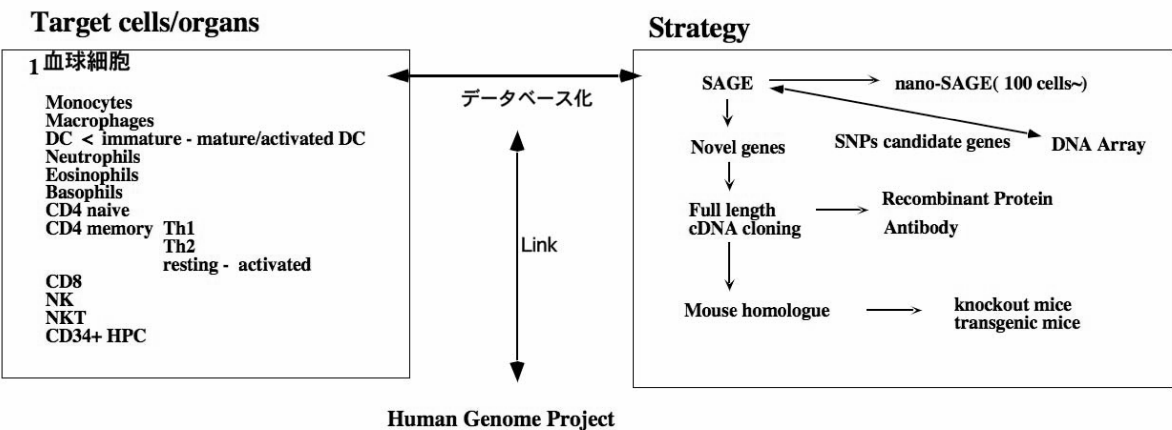 Target cells/organs
1 血球細胞
Monocytes
Macrophages
DC < immature - mature/activated DC
Neutrophils
Eosinophils
Basophils
CD4 naive
CD4 memory Th1
Th2
resting - activated
CD8
NK
NKT
CD34+ HPC
データベース化
Link
Human Genome Project
Strategy
SAGE
nano-SAGE( 100 cells~)
SNPs candidate genes
DNA Array
Novel genes
Full length
cDNA cloning
Recombinant Protein
Antibody
Mouse homologue
knockout mice
transgenic mice